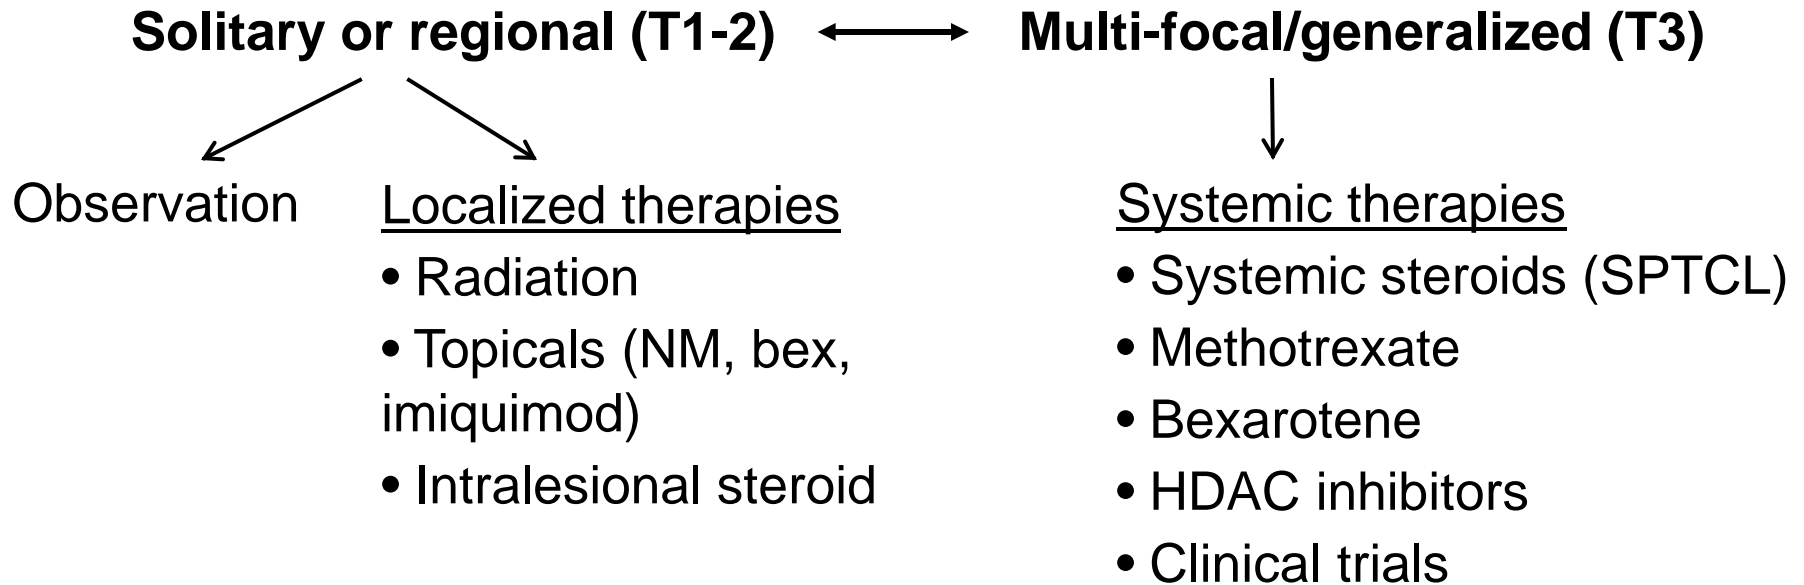 Solitary or regional (T1-2)
Multi-focal/generalized (T3)
Observation
Localized therapies
• Radiation
• Topicals (NM, bex,
imiquimod)
• Intralesional steroid
Systemic therapies
• Systemic steroids (SPTCL)
• Methotrexate
• Bexarotene
• HDAC inhibitors
• Clinical trials